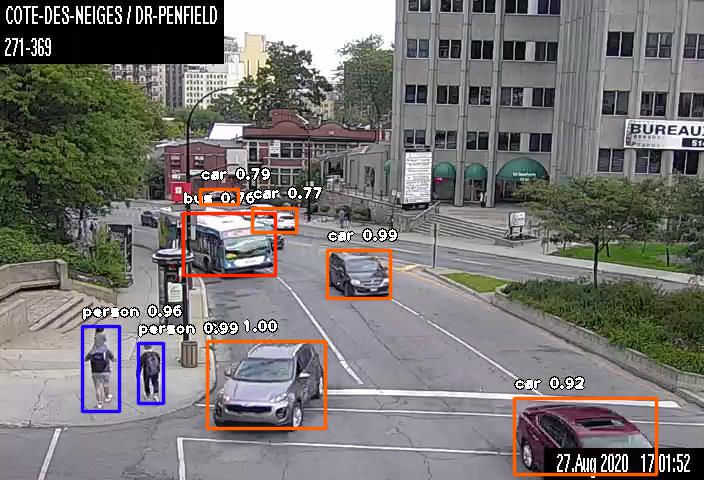 COTE-DES-NEIGES / DR-PENFIELD
271-369
BUREAUX
514
car 0.79
car 0.77
bus 0.76
car 0.99
person 0.96
person 0.99
1.00
car 0.92
27.Aug 2020 17:01:52